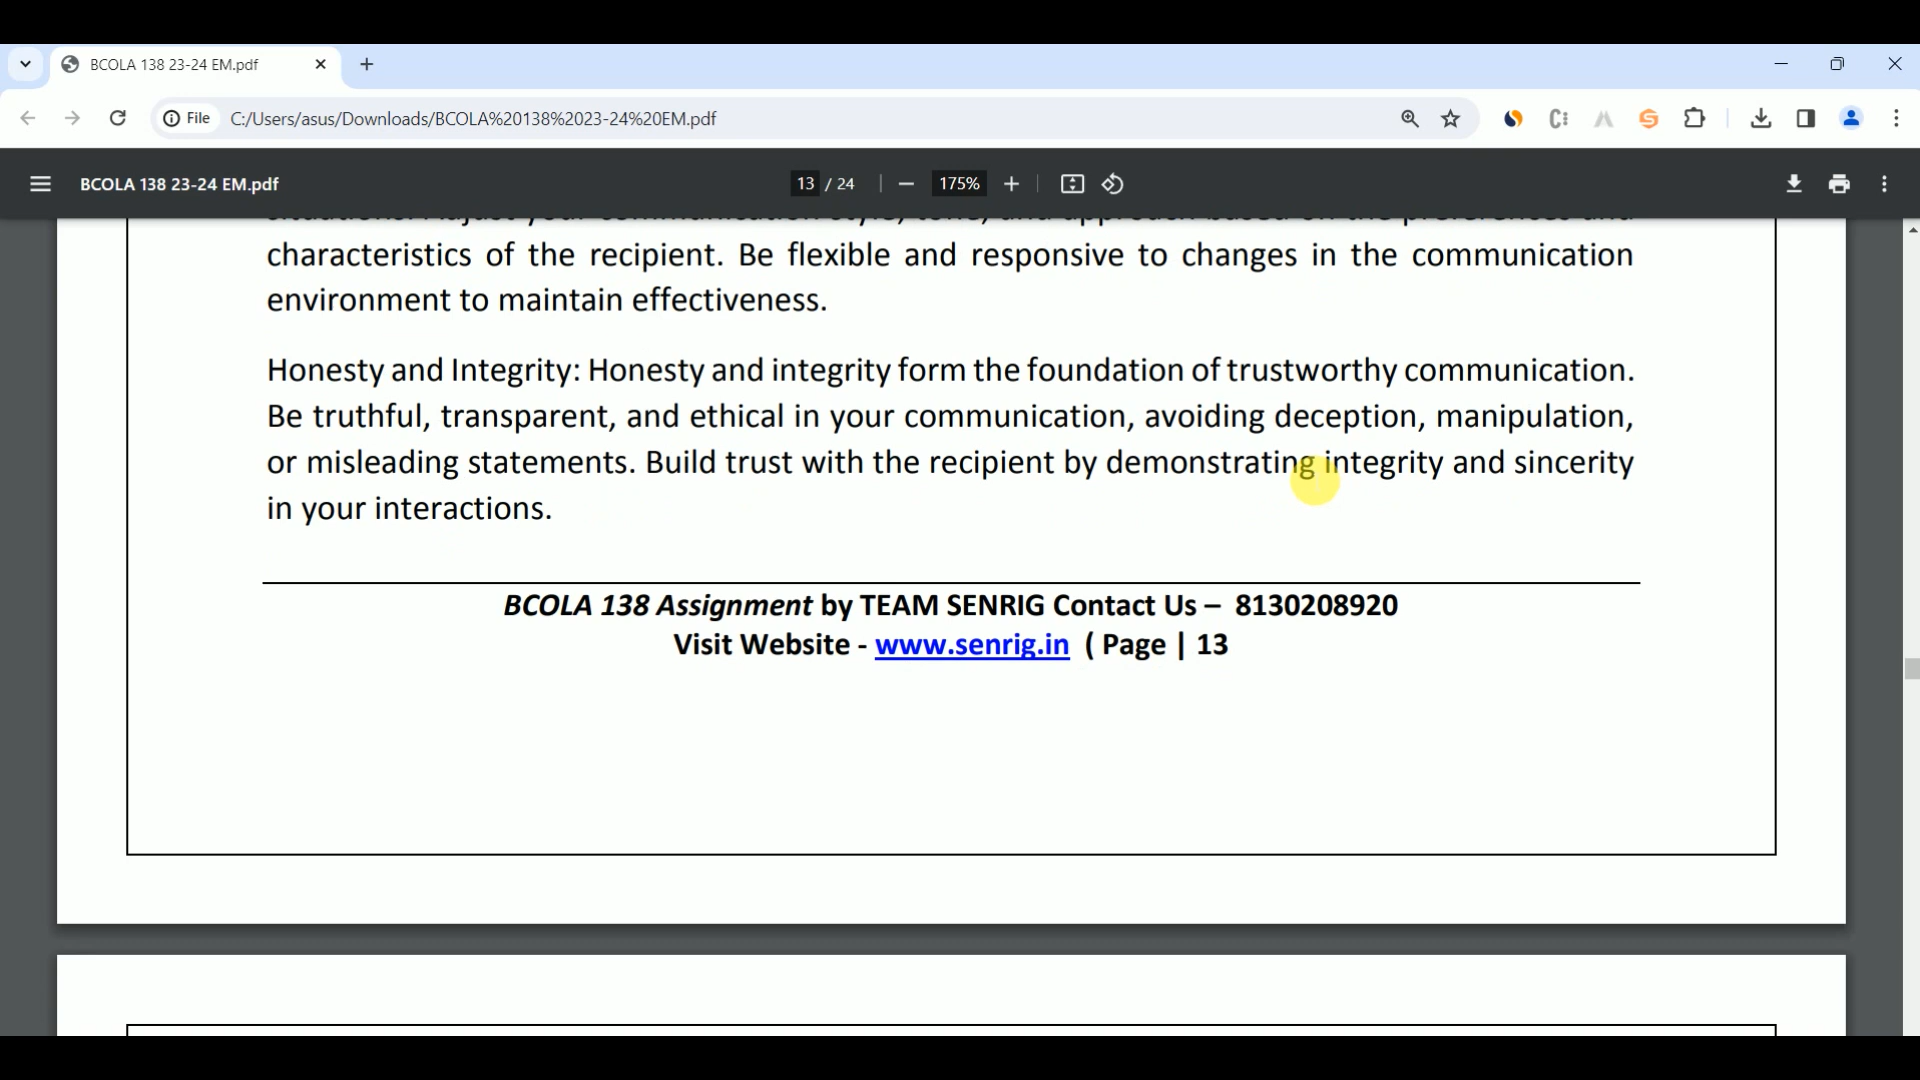 BCOLA 138 23-24 EM.pdf
File C:/Users/asus/Downloads/BCOLA%20138%2023-24%20EM.pdf
BCOLA 138 23-24 EM.pdf 13 / 24 175%
characteristics of the recipient. Be flexible and responsive to changes in the communication
environment to maintain effectiveness.
Honesty and Integrity: Honesty and integrity form the foundation of trustworthy communication.
Be truthful, transparent, and ethical in your communication, avoiding deception, manipulation,
or misleading statements. Build trust with the recipient by demonstrating integrity and sincerity
in your interactions.
BCOLA 138 Assignment by TEAM SENRIG Contact Us – 8130208920
Visit Website - www.senrig.in ( Page | 13